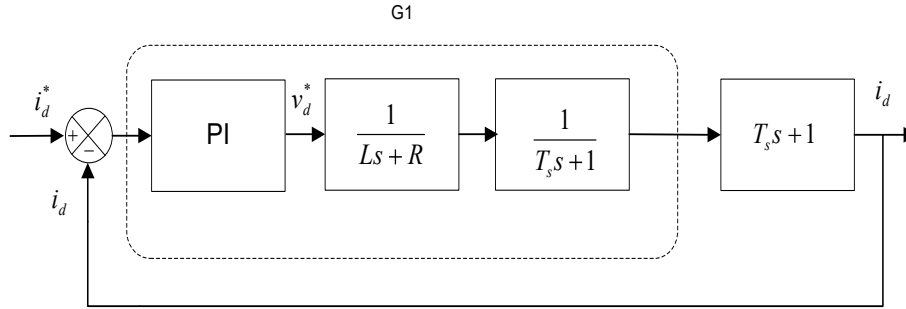 G1
i_d^*
+
−
i_d
PI
v_d^*
1
Ls + R
1
T_s s + 1
T_s s + 1
i_d